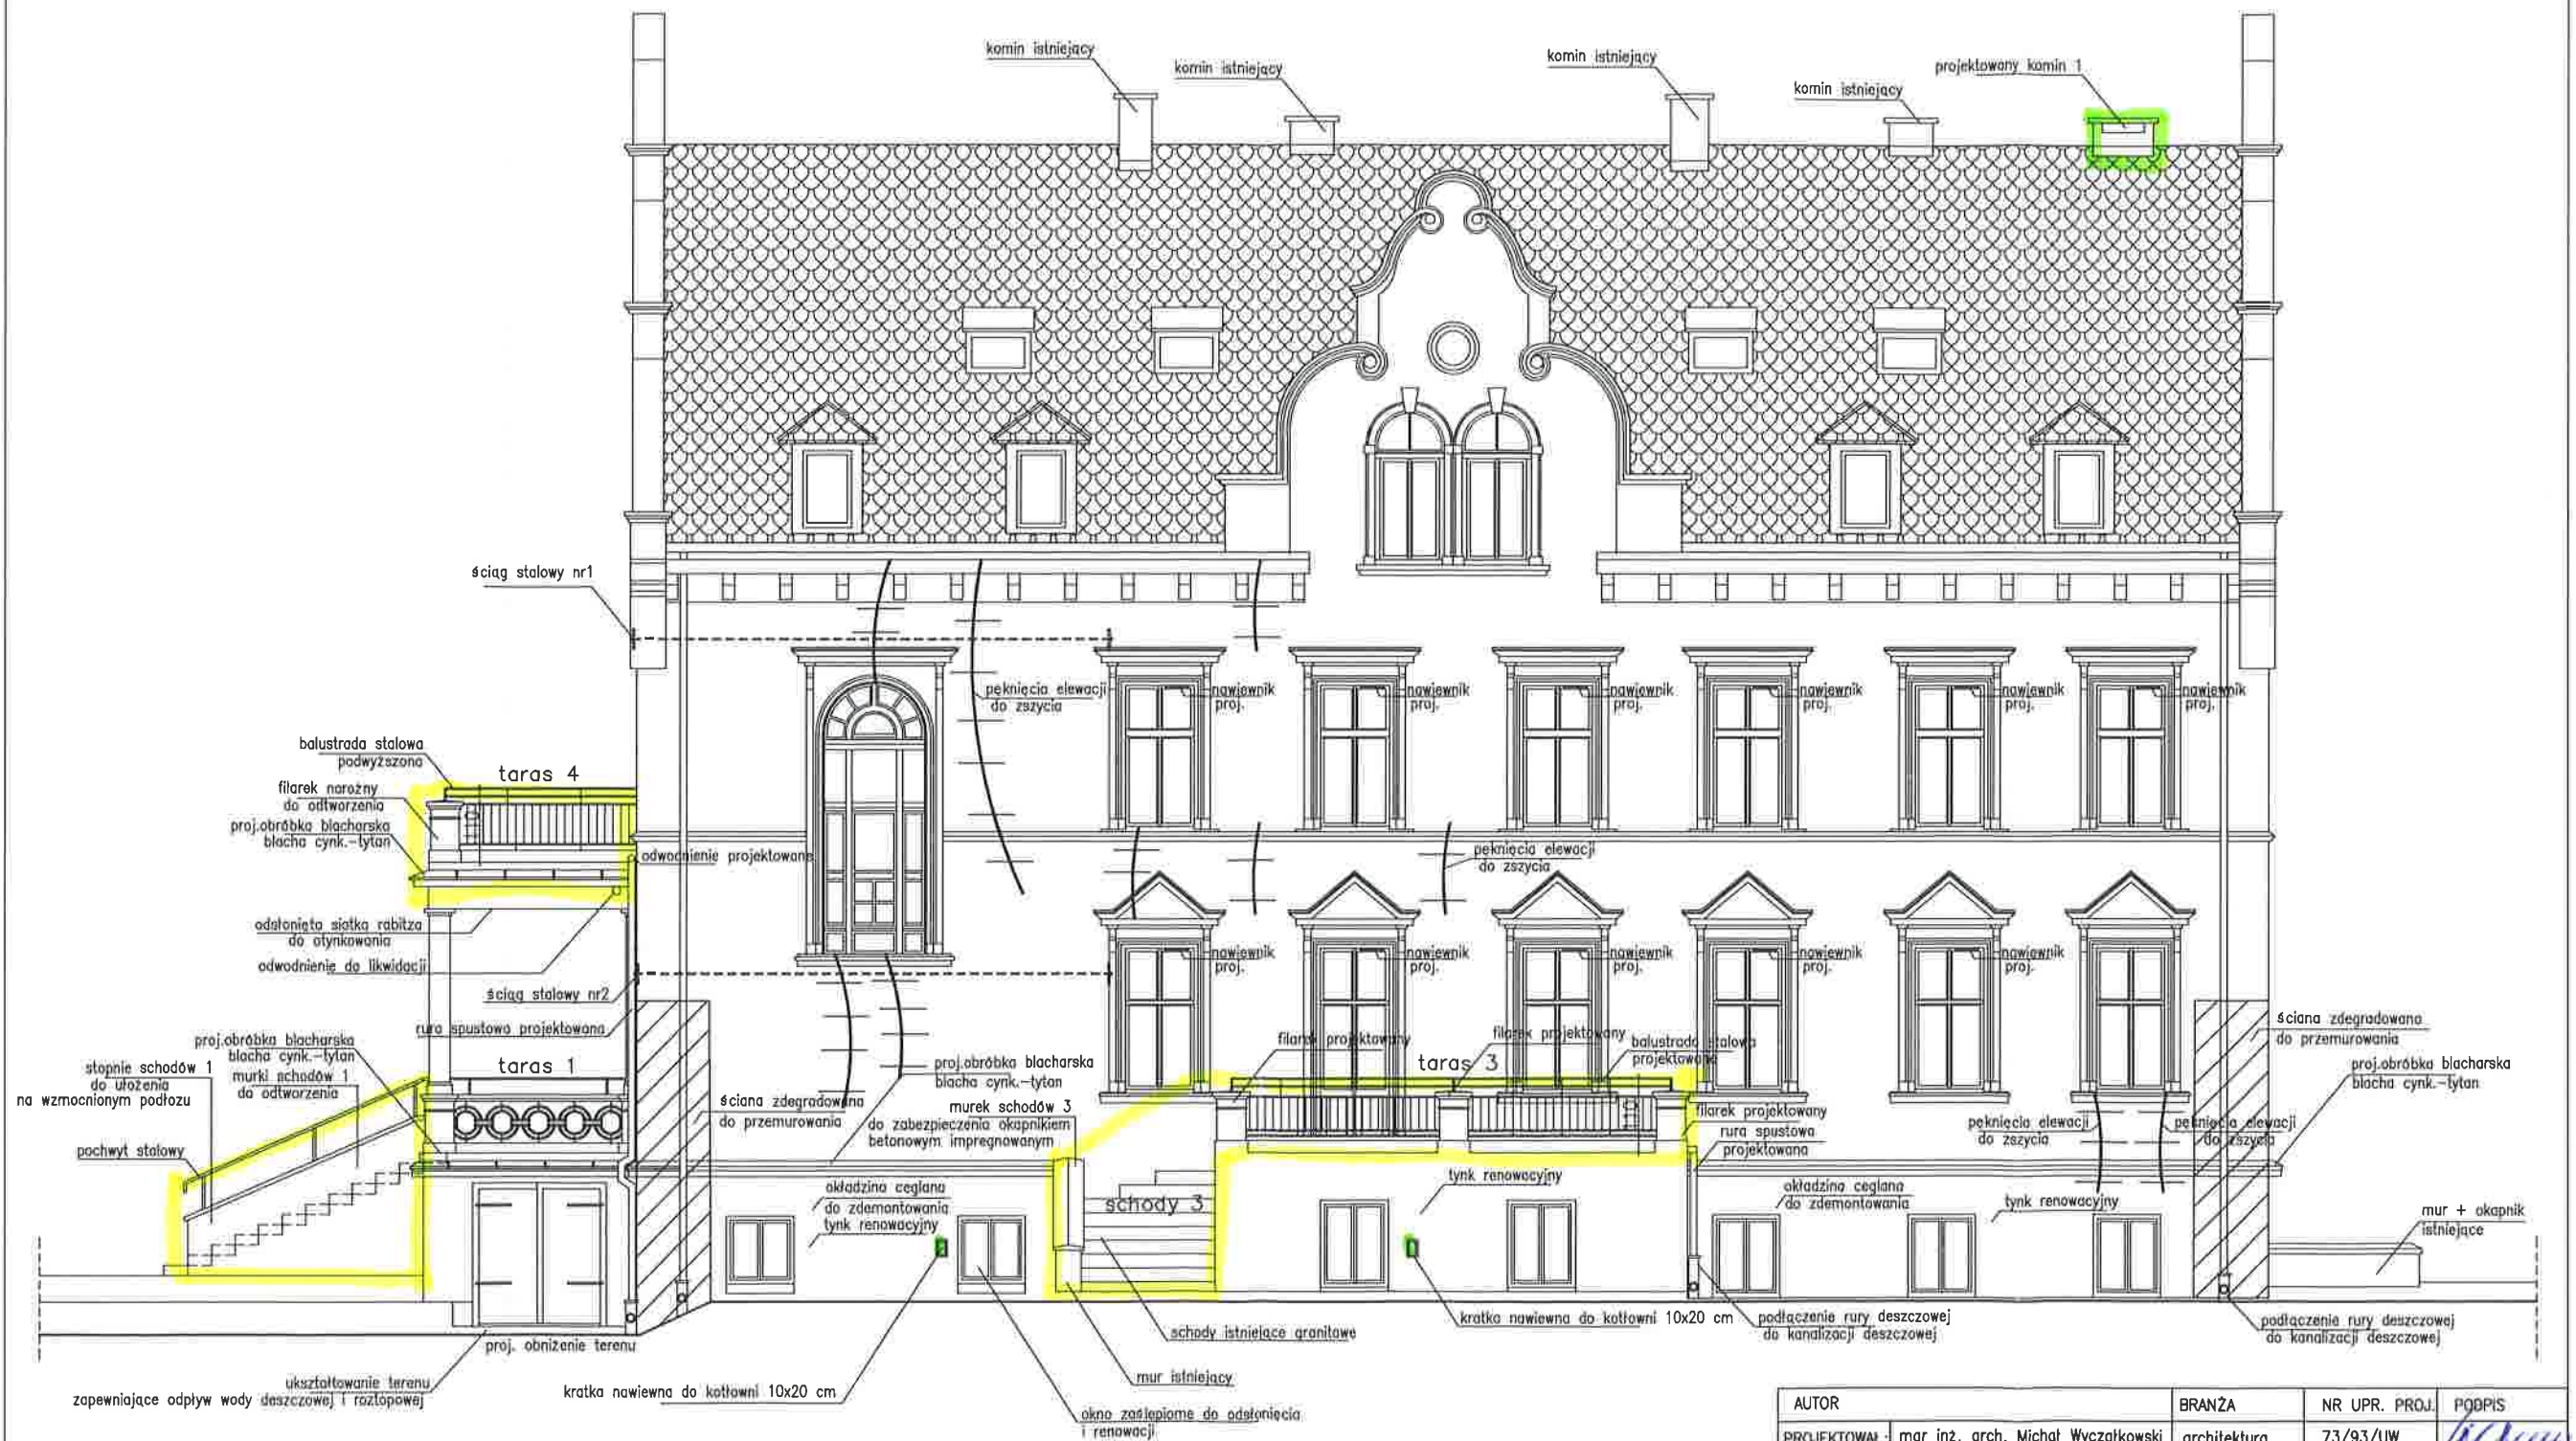 komin istniejący
komin istniejący
komin istniejący
komin istniejący
projektowany komin 1
ściąg stalowy nr1
pęknięcia elewacji
do zszycia
nawiewnik
proj.
nawiewnik
proj.
nawiewnik
proj.
nawiewnik
proj.
nawiewnik
proj.
nawiewnik
proj.
balustrada stalowa
podwyższona
taras 4
filarek narożny
do odtworzenia
proj.obróbka blacharska
blacha cynk.-tytan
110
odwodnienie projektowane
pęknięcia elewacji
do zszycia
odsłonięta siatka rabitza
do otynkowania
odwodnienie do likwidacji
nawiewnik
proj.
nawiewnik
proj.
nawiewnik
proj.
nawiewnik
proj.
nawiewnik
proj.
ściąg stalowy nr2
rura spustowa projektowana
proj.obróbka blacharska
blacha cynk.-tytan
taras 1
stopnie schodów 1
do ułożenia
na wzmocnionym podłożu
murki schodów 1
do odtworzenia
pochwyt stalowy
ściana zdegradowana
do przemurowania
proj.obróbka blacharska
blacha cynk.-tytan
murek schodów 3
do zabezpieczenia okapnikiem
betonowym impregnowanym
filarek projektowany
filarek projektowany
taras 3
balustrada stalowa
projektowana
110
filarek projektowany
rura spustowa
projektowana
ściana zdegradowana
do przemurowania
proj.obróbka blacharska
blacha cynk.-tytan
pęknięcia elewacji
do zszycia
pęknięcia elewacji
do zszycia
okładzina ceglana
do zdemontowania
tynk renowacyjny
schody 3
tynk renowacyjny
okładzina ceglana
do zdemontowania
tynk renowacyjny
mur + okapnik
istniejące
proj. obniżenie terenu
schody istniejące granitowe
kratka nawiewna do kotłowni 10x20 cm
podłączenie rury deszczowej
do kanalizacji deszczowej
podłączenie rury deszczowej
do kanalizacji deszczowej
ukształtowanie terenu
zapewniające odpływ wody deszczowej i roztopowej
kratka nawiewna do kotłowni 10x20 cm
mur istniejący
okno zaślepione do odsłonięcia
i renowacji
AUTOR BRANŻA NR UPR. PROJ. PODPIS
PROJEKTOWAŁ: mgr inż. arch. Michał Wyczałkowski architektura 73/93/UW